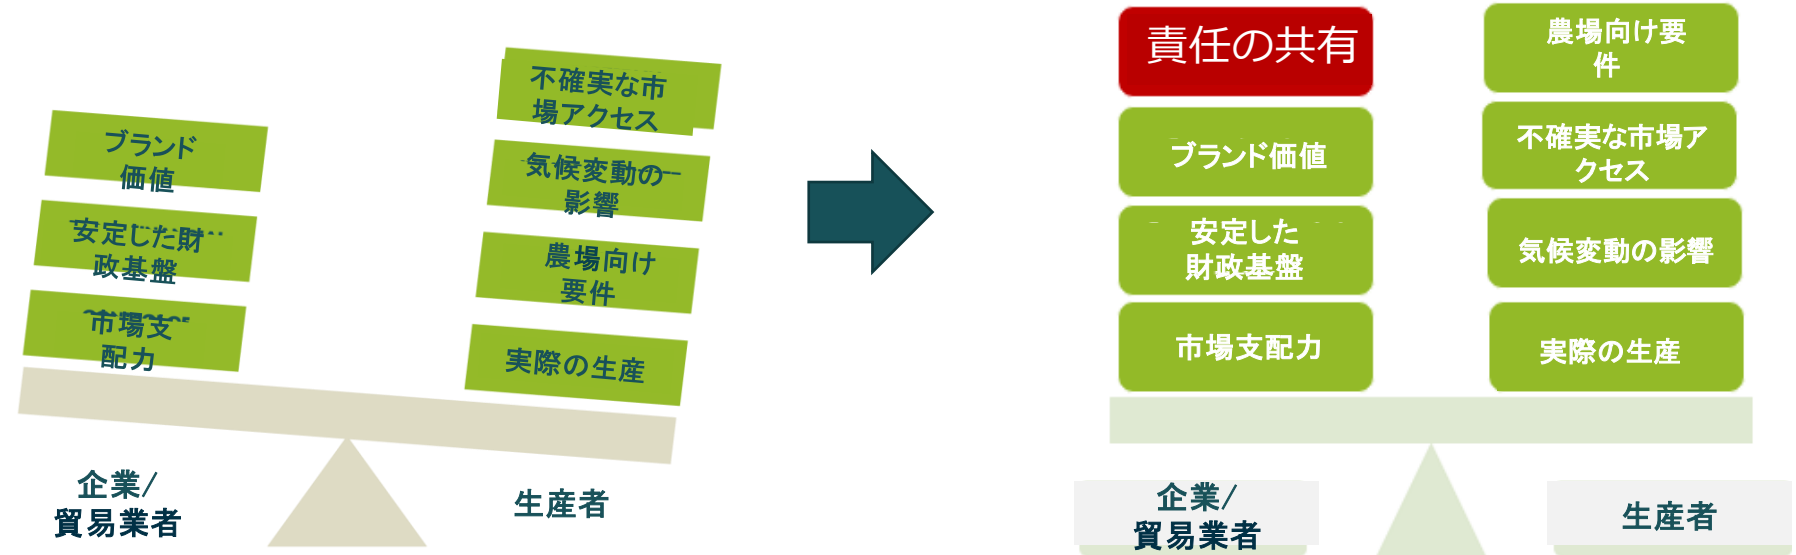 ブランド
価値
安定した財
政基盤
市場支
配力
不確実な市
場アクセス
気候変動の
影響
農場向け
要件
実際の生産
企業/
貿易業者
生産者
責任の共有
ブランド価値
安定した
財政基盤
市場支配力
農場向け要
件
不確実な市場ア
クセス
気候変動の影響
実際の生産
企業/
貿易業者
生産者